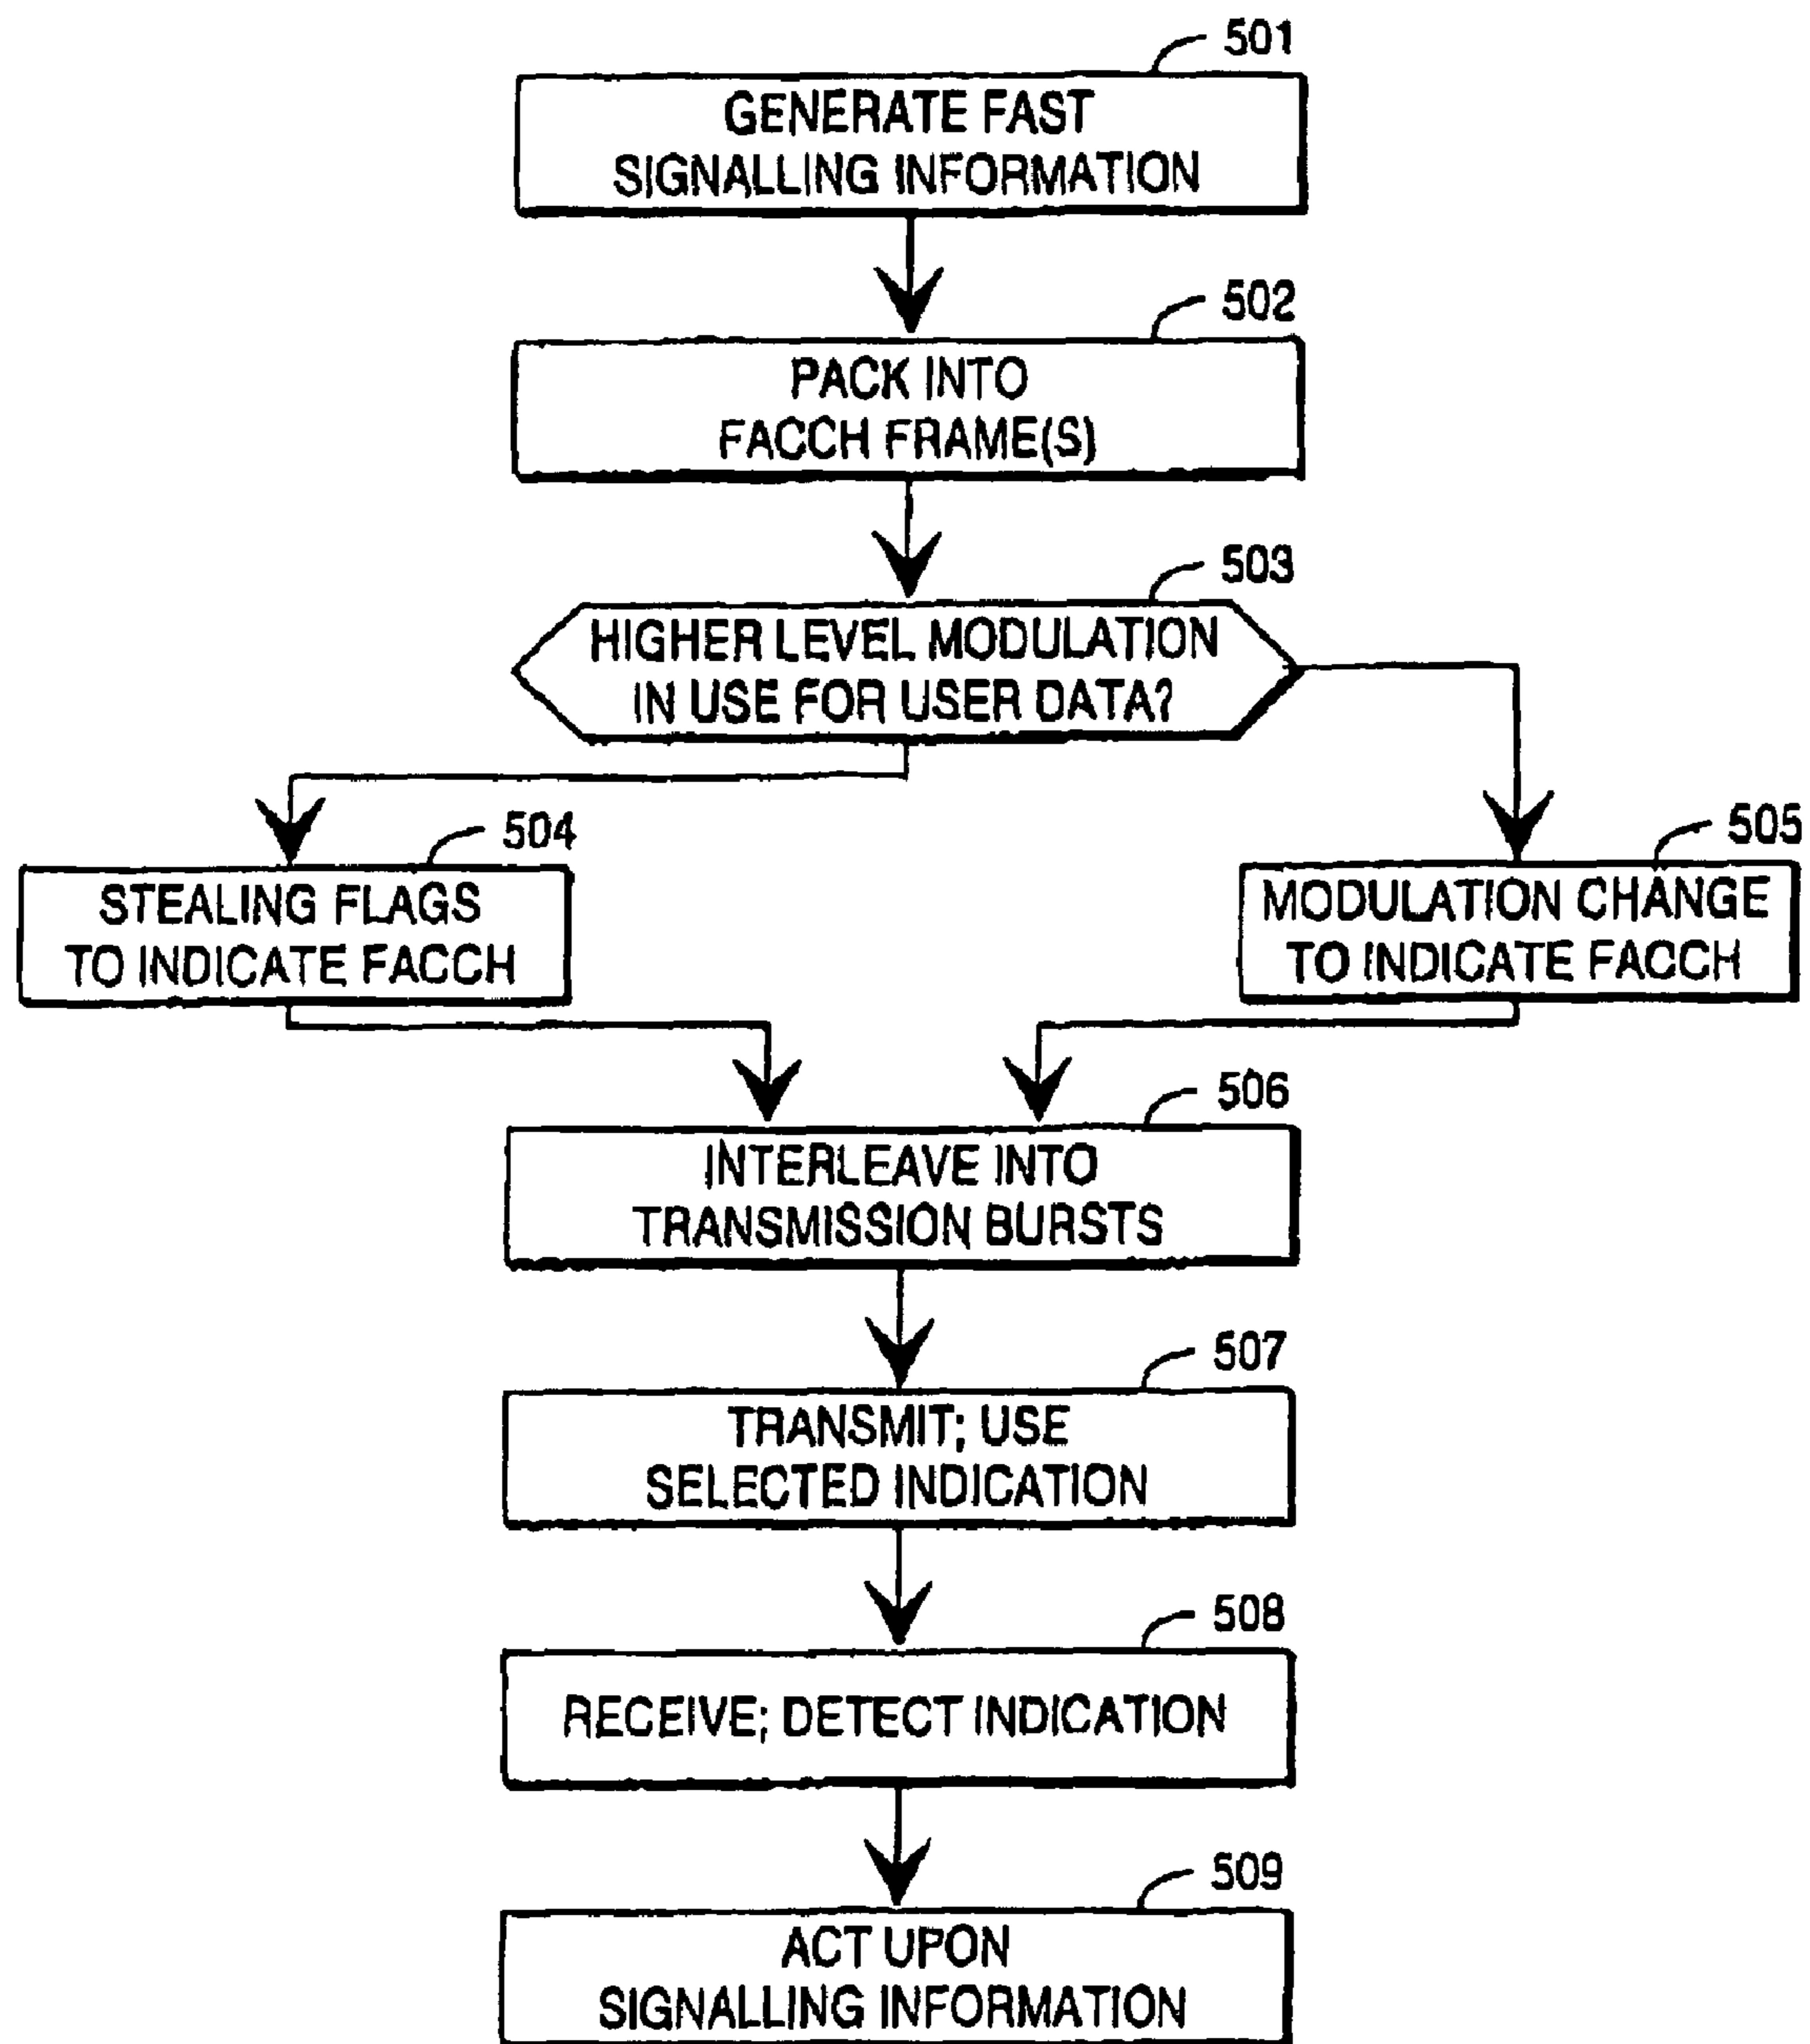 501
GENERATE FAST
SIGNALLING INFORMATION
502
PACK INTO
FACCH FRAME(S)
503
HIGHER LEVEL MODULATION
IN USE FOR USER DATA?
504
STEALING FLAGS
TO INDICATE FACCH
505
MODULATION CHANGE
TO INDICATE FACCH
506
INTERLEAVE INTO
TRANSMISSION BURSTS
507
TRANSMIT; USE
SELECTED INDICATION
508
RECEIVE; DETECT INDICATION
509
ACT UPON
SIGNALLING INFORMATION